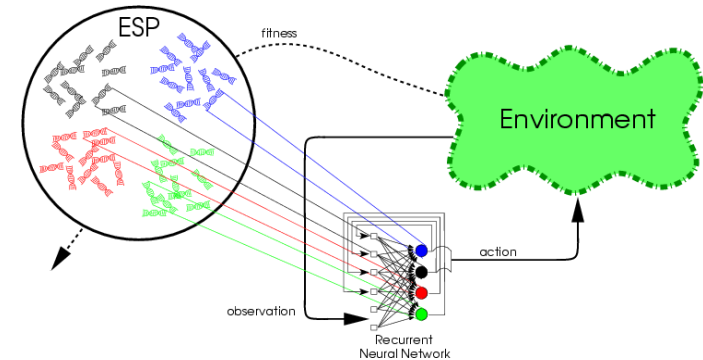 ESP
fitness
Environment
action
observation
Recurrent
Neural Network